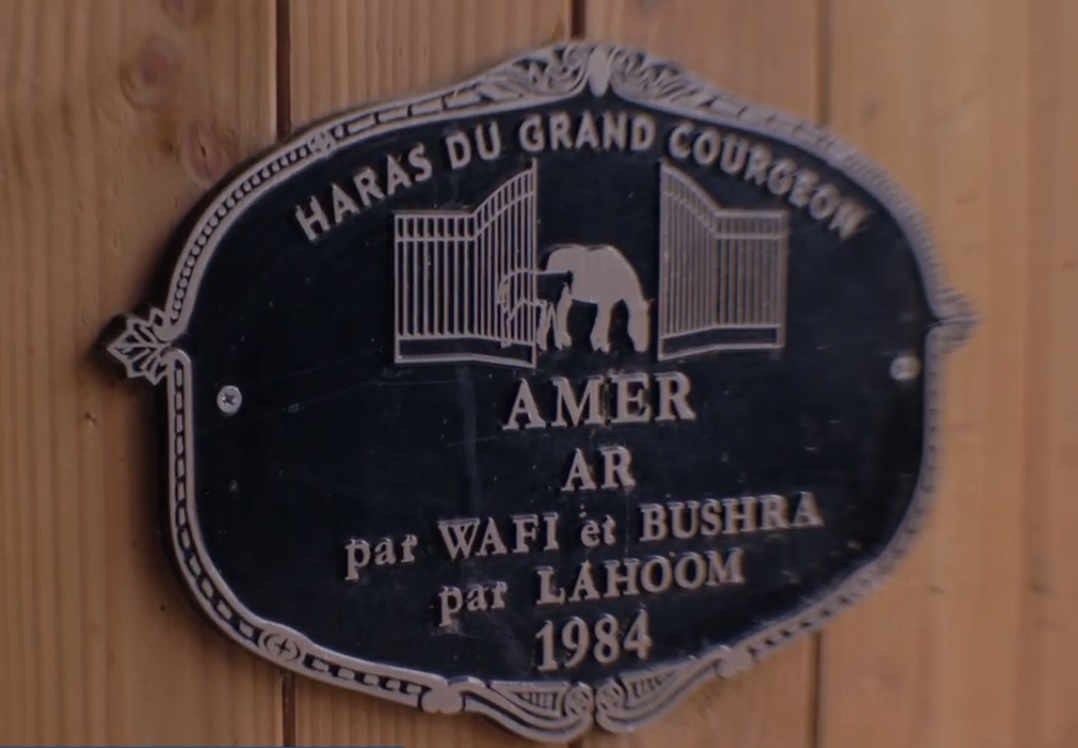 HARAS DU GRAND COURGEON
AMER
AR
par WAFI et BUSHRA
par LAHOOM
1984